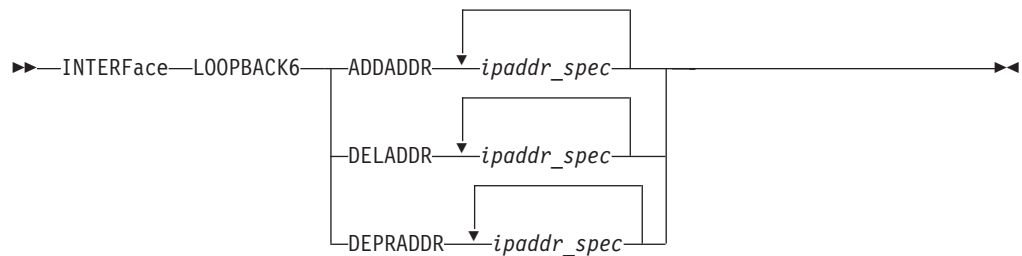 INTERFace LOOPBACK6 ADDADDR ipaddr_spec
DELADDR ipaddr_spec
DEPRADDR ipaddr_spec